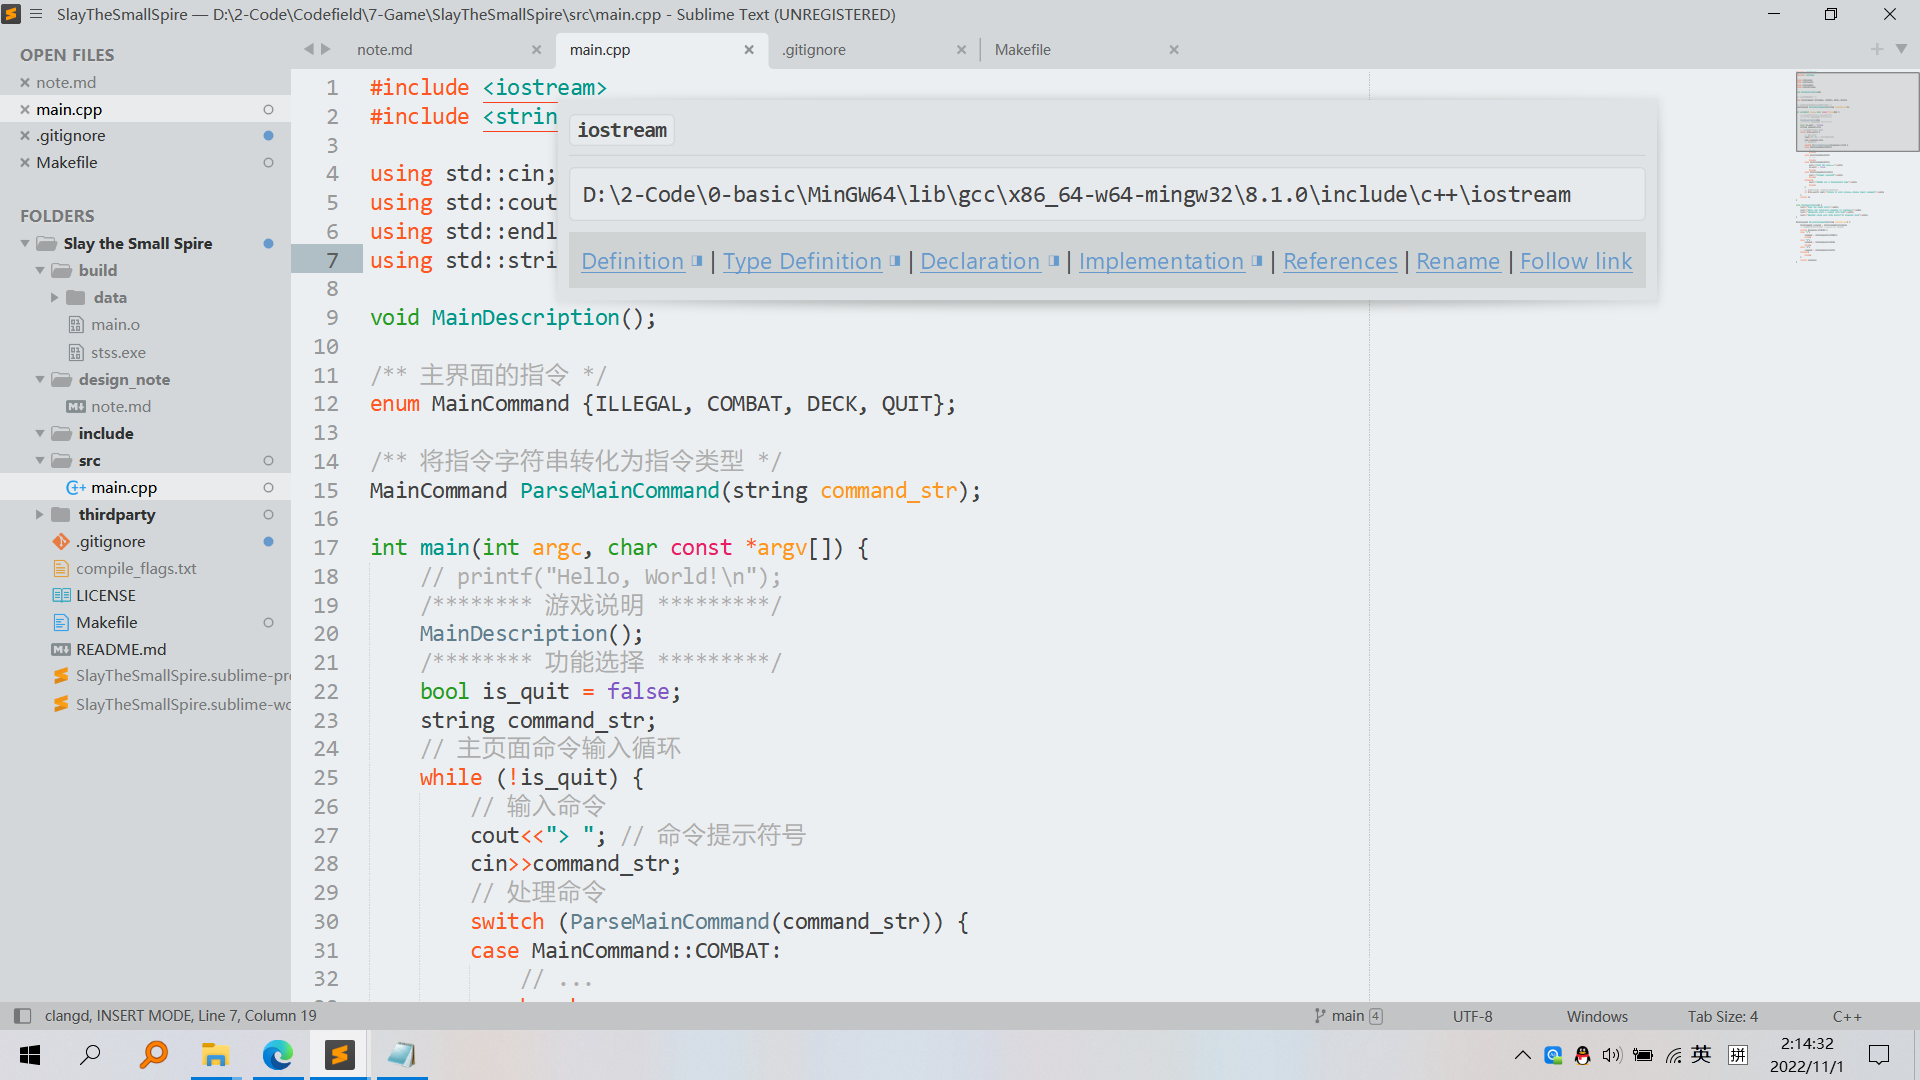 SlayTheSmallSpire — D:\2-Code\Codefield\7-Game\SlayTheSmallSpire\src\main.cpp - Sublime Text (UNREGISTERED)
OPEN FILES
note.md
main.cpp
.gitignore
Makefile
FOLDERS
Slay the Small Spire
build
data
main.o
stss.exe
design_note
note.md
include
src
main.cpp
thirdparty
.gitignore
compile_flags.txt
LICENSE
Makefile
README.md
SlayTheSmallSpire.sublime-pr
SlayTheSmallSpire.sublime-wo
note.md
main.cpp
.gitignore
Makefile
1 #include <iostream>
2 #include <strin
3
4 using std::cin;
5 using std::cout
6 using std::endl
7 using std::stri
8
9 void MainDescription();
10
11 /** 主界面的指令 */
12 enum MainCommand {ILLEGAL, COMBAT, DECK, QUIT};
13
14 /** 将指令字符串转化为指令类型 */
15 MainCommand ParseMainCommand(string command_str);
16
17 int main(int argc, char const *argv[]) {
18 // printf("Hello, World!\n");
19 /******** 游戏说明 *********/
20 MainDescription();
21 /******** 功能选择 *********/
22 bool is_quit = false;
23 string command_str;
24 // 主页面命令输入循环
25 while (!is_quit) {
26 // 输入命令
27 cout<<"> "; // 命令提示符号
28 cin>>command_str;
29 // 处理命令
30 switch (ParseMainCommand(command_str)) {
31 case MainCommand::COMBAT:
32 // ...
iostream
D:\2-Code\0-basic\MinGW64\lib\gcc\x86_64-w64-mingw32\8.1.0\include\c++\iostream
Definition | Type Definition | Declaration | Implementation | References | Rename | Follow link
clangd, INSERT MODE, Line 7, Column 19
main 4
UTF-8
Windows
Tab Size: 4
C++
英
拼
2:14:32
2022/11/1